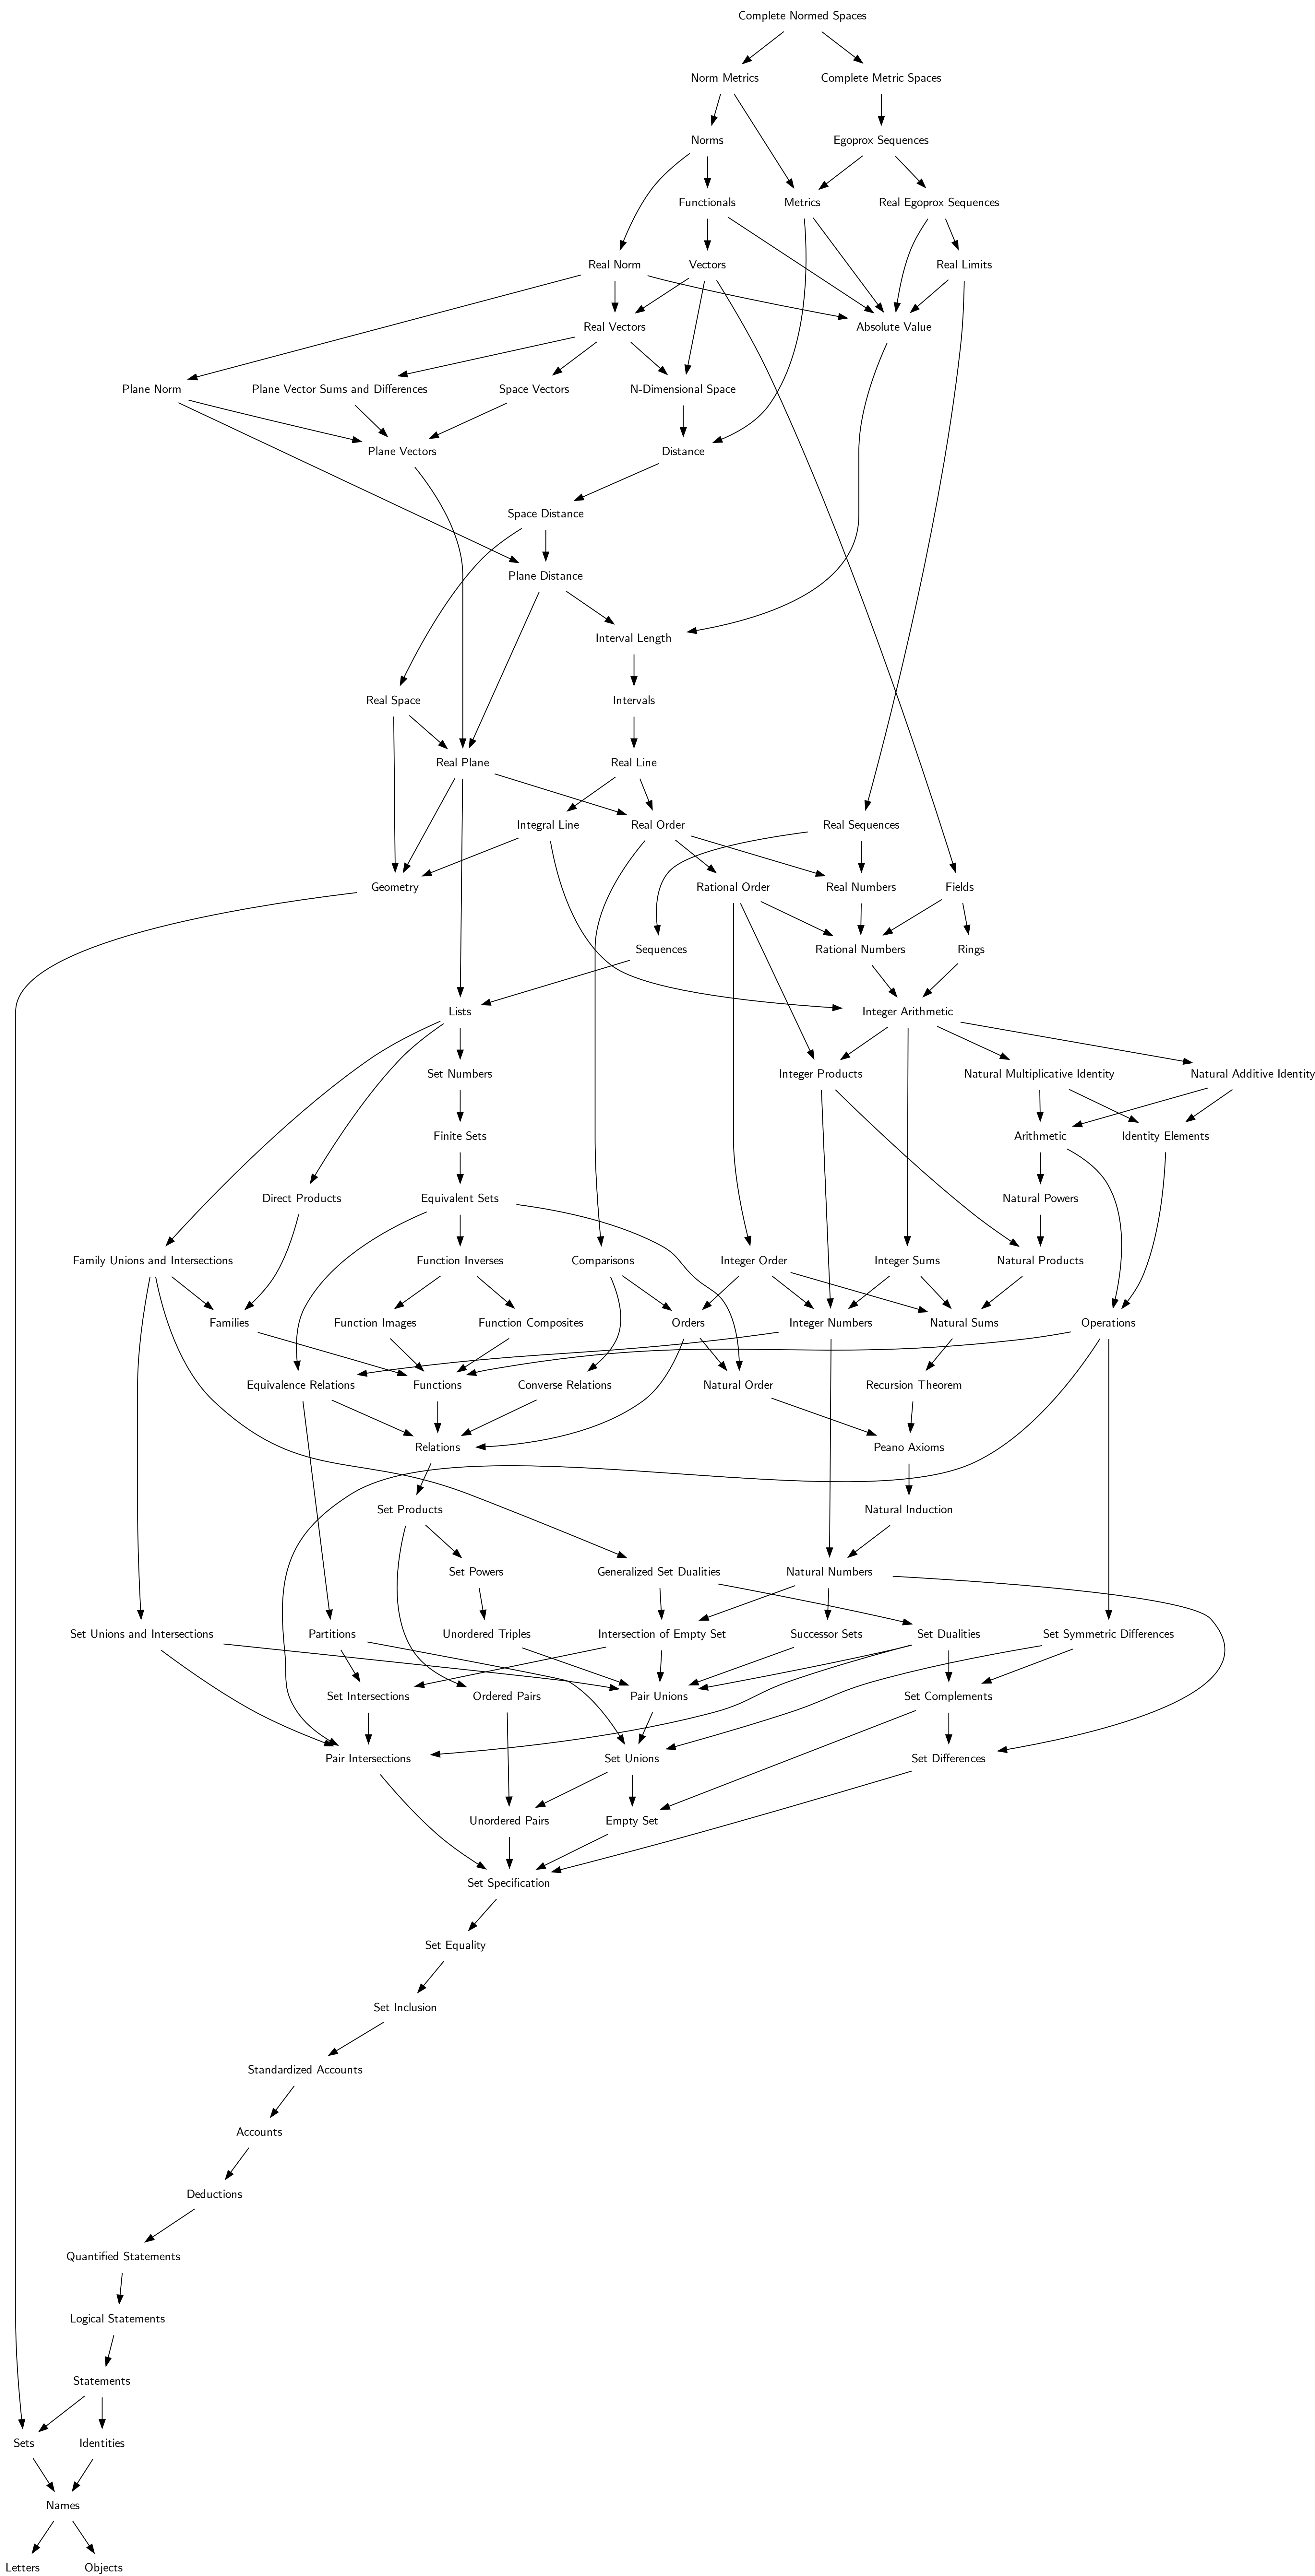 Complete Normed Spaces
Norm Metrics
Complete Metric Spaces
Norms
Egoprox Sequences
Functionals
Metrics
Real Egoprox Sequences
Real Norm
Vectors
Real Limits
Real Vectors
Absolute Value
Plane Norm
Plane Vector Sums and Differences
Space Vectors
N-Dimensional Space
Plane Vectors
Distance
Space Distance
Plane Distance
Interval Length
Real Space
Intervals
Real Plane
Real Line
Integral Line
Real Order
Real Sequences
Geometry
Rational Order
Real Numbers
Fields
Sequences
Rational Numbers
Rings
Lists
Integer Arithmetic
Set Numbers
Integer Products
Natural Multiplicative Identity
Natural Additive Identity
Finite Sets
Arithmetic
Identity Elements
Direct Products
Equivalent Sets
Natural Powers
Family Unions and Intersections
Function Inverses
Comparisons
Integer Order
Integer Sums
Natural Products
Families
Function Images
Function Composites
Orders
Integer Numbers
Natural Sums
Operations
Equivalence Relations
Functions
Converse Relations
Natural Order
Recursion Theorem
Relations
Peano Axioms
Set Products
Natural Induction
Set Powers
Generalized Set Dualities
Natural Numbers
Set Unions and Intersections
Partitions
Unordered Triples
Intersection of Empty Set
Successor Sets
Set Dualities
Set Symmetric Differences
Set Intersections
Ordered Pairs
Pair Unions
Set Complements
Pair Intersections
Set Unions
Set Differences
Unordered Pairs
Empty Set
Set Specification
Set Equality
Set Inclusion
Standardized Accounts
Accounts
Deductions
Quantified Statements
Logical Statements
Statements
Sets
Identities
Names
Letters
Objects